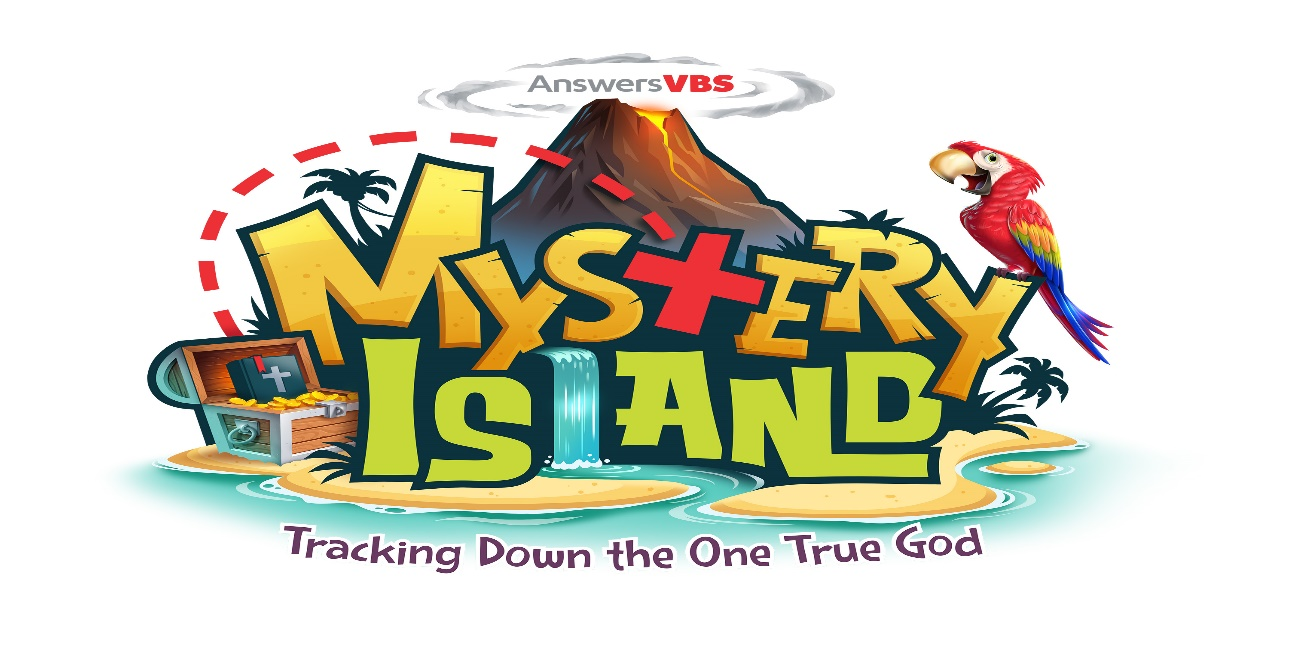 AnswersVBS
Mystery
Island
Tracking Down the One True God